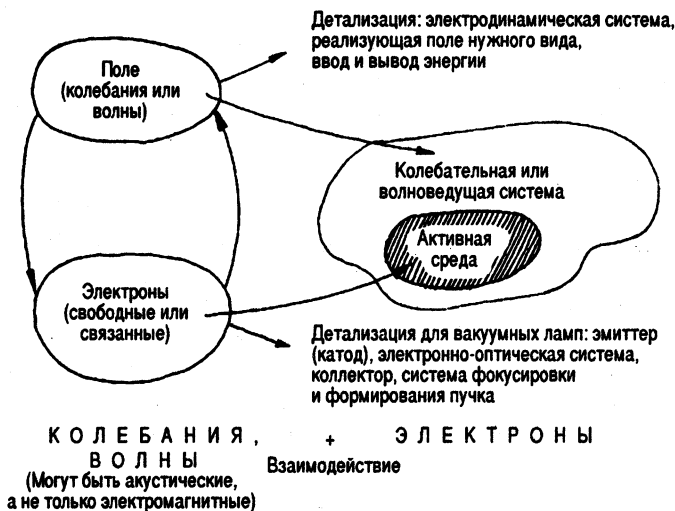 Детализация: электродинамическая система,
реализующая поле нужного вида,
ввод и вывод энергии
Поле
(колебания или
волны)
Колебательная или
волноведущая система
Активная
среда
Электроны
(свободные или
связанные)
Детализация для вакуумных ламп: эмиттер
(катод), электронно-оптическая система,
коллектор, система фокусировки
и формирования пучка
КОЛЕБАНИЯ, + ЭЛЕКТРОНЫ
ВОЛНЫ
Взаимодействие
(Могут быть акустические,
а не только электромагнитные)